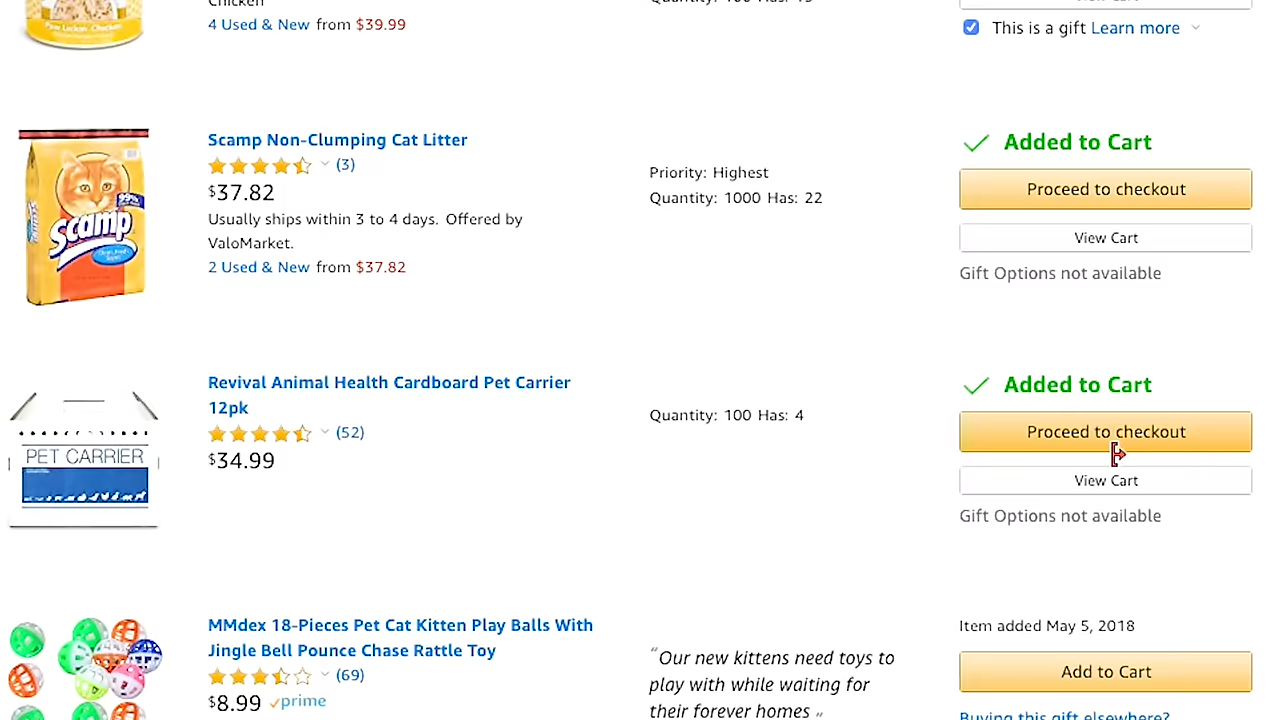 Chicken
4 Used & New from $39.99
This is a gift Learn more
Scamp Non-Clumping Cat Litter
(3)
$37.82
Usually ships within 3 to 4 days. Offered by
ValoMarket.
2 Used & New from $37.82
Priority: Highest
Quantity: 1000 Has: 22
Added to Cart
Proceed to checkout
View Cart
Gift Options not available
Scamp
PET CARRIER
Revival Animal Health Cardboard Pet Carrier
12pk
(52)
$34.99
Quantity: 100 Has: 4
Added to Cart
Proceed to checkout
View Cart
Gift Options not available
MMdex 18-Pieces Pet Cat Kitten Play Balls With
Jingle Bell Pounce Chase Rattle Toy
(69)
$8.99 prime
"Our new kittens need toys to
play with while waiting for
their forever homes "
Item added May 5, 2018
Add to Cart
Buying this gift elsewhere?